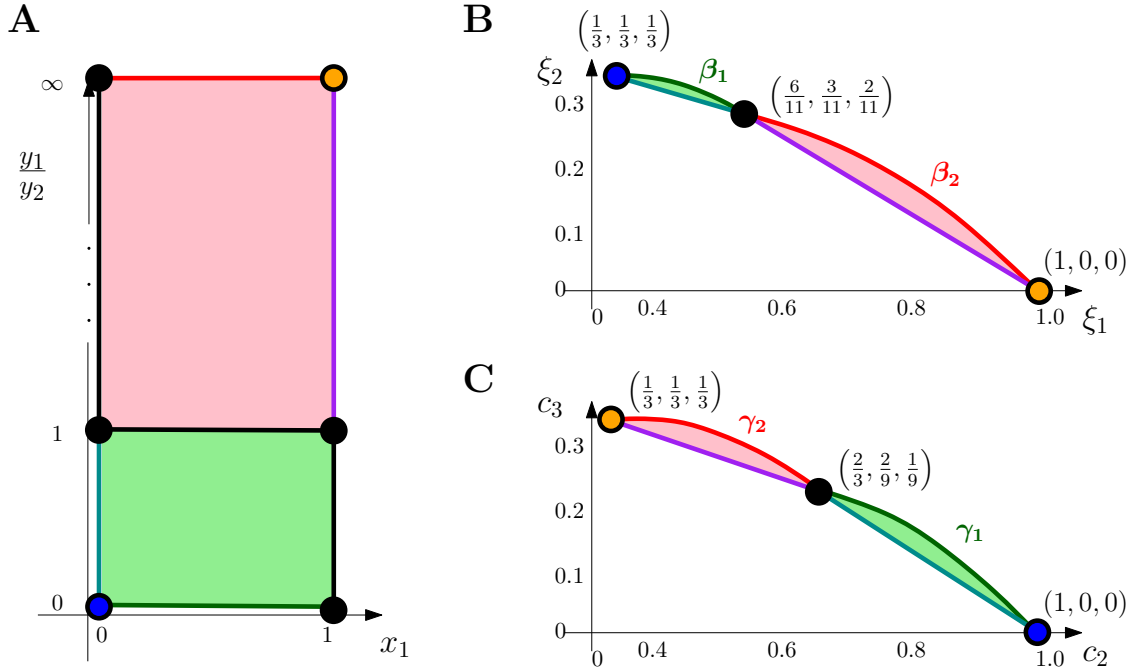 A
∞
y₁/y₂
1
0
0
1
x₁
B
(1/3, 1/3, 1/3)
ξ₂
β₁
(6/11, 3/11, 2/11)
0.3
0.2
β₂
0.1
(1, 0, 0)
0
0
0.4
0.6
0.8
1.0
ξ₁
C
(1/3, 1/3, 1/3)
c₃
γ₂
0.3
(2/3, 2/9, 1/9)
0.2
γ₁
0.1
(1, 0, 0)
0
0
0.4
0.6
0.8
1.0
c₂